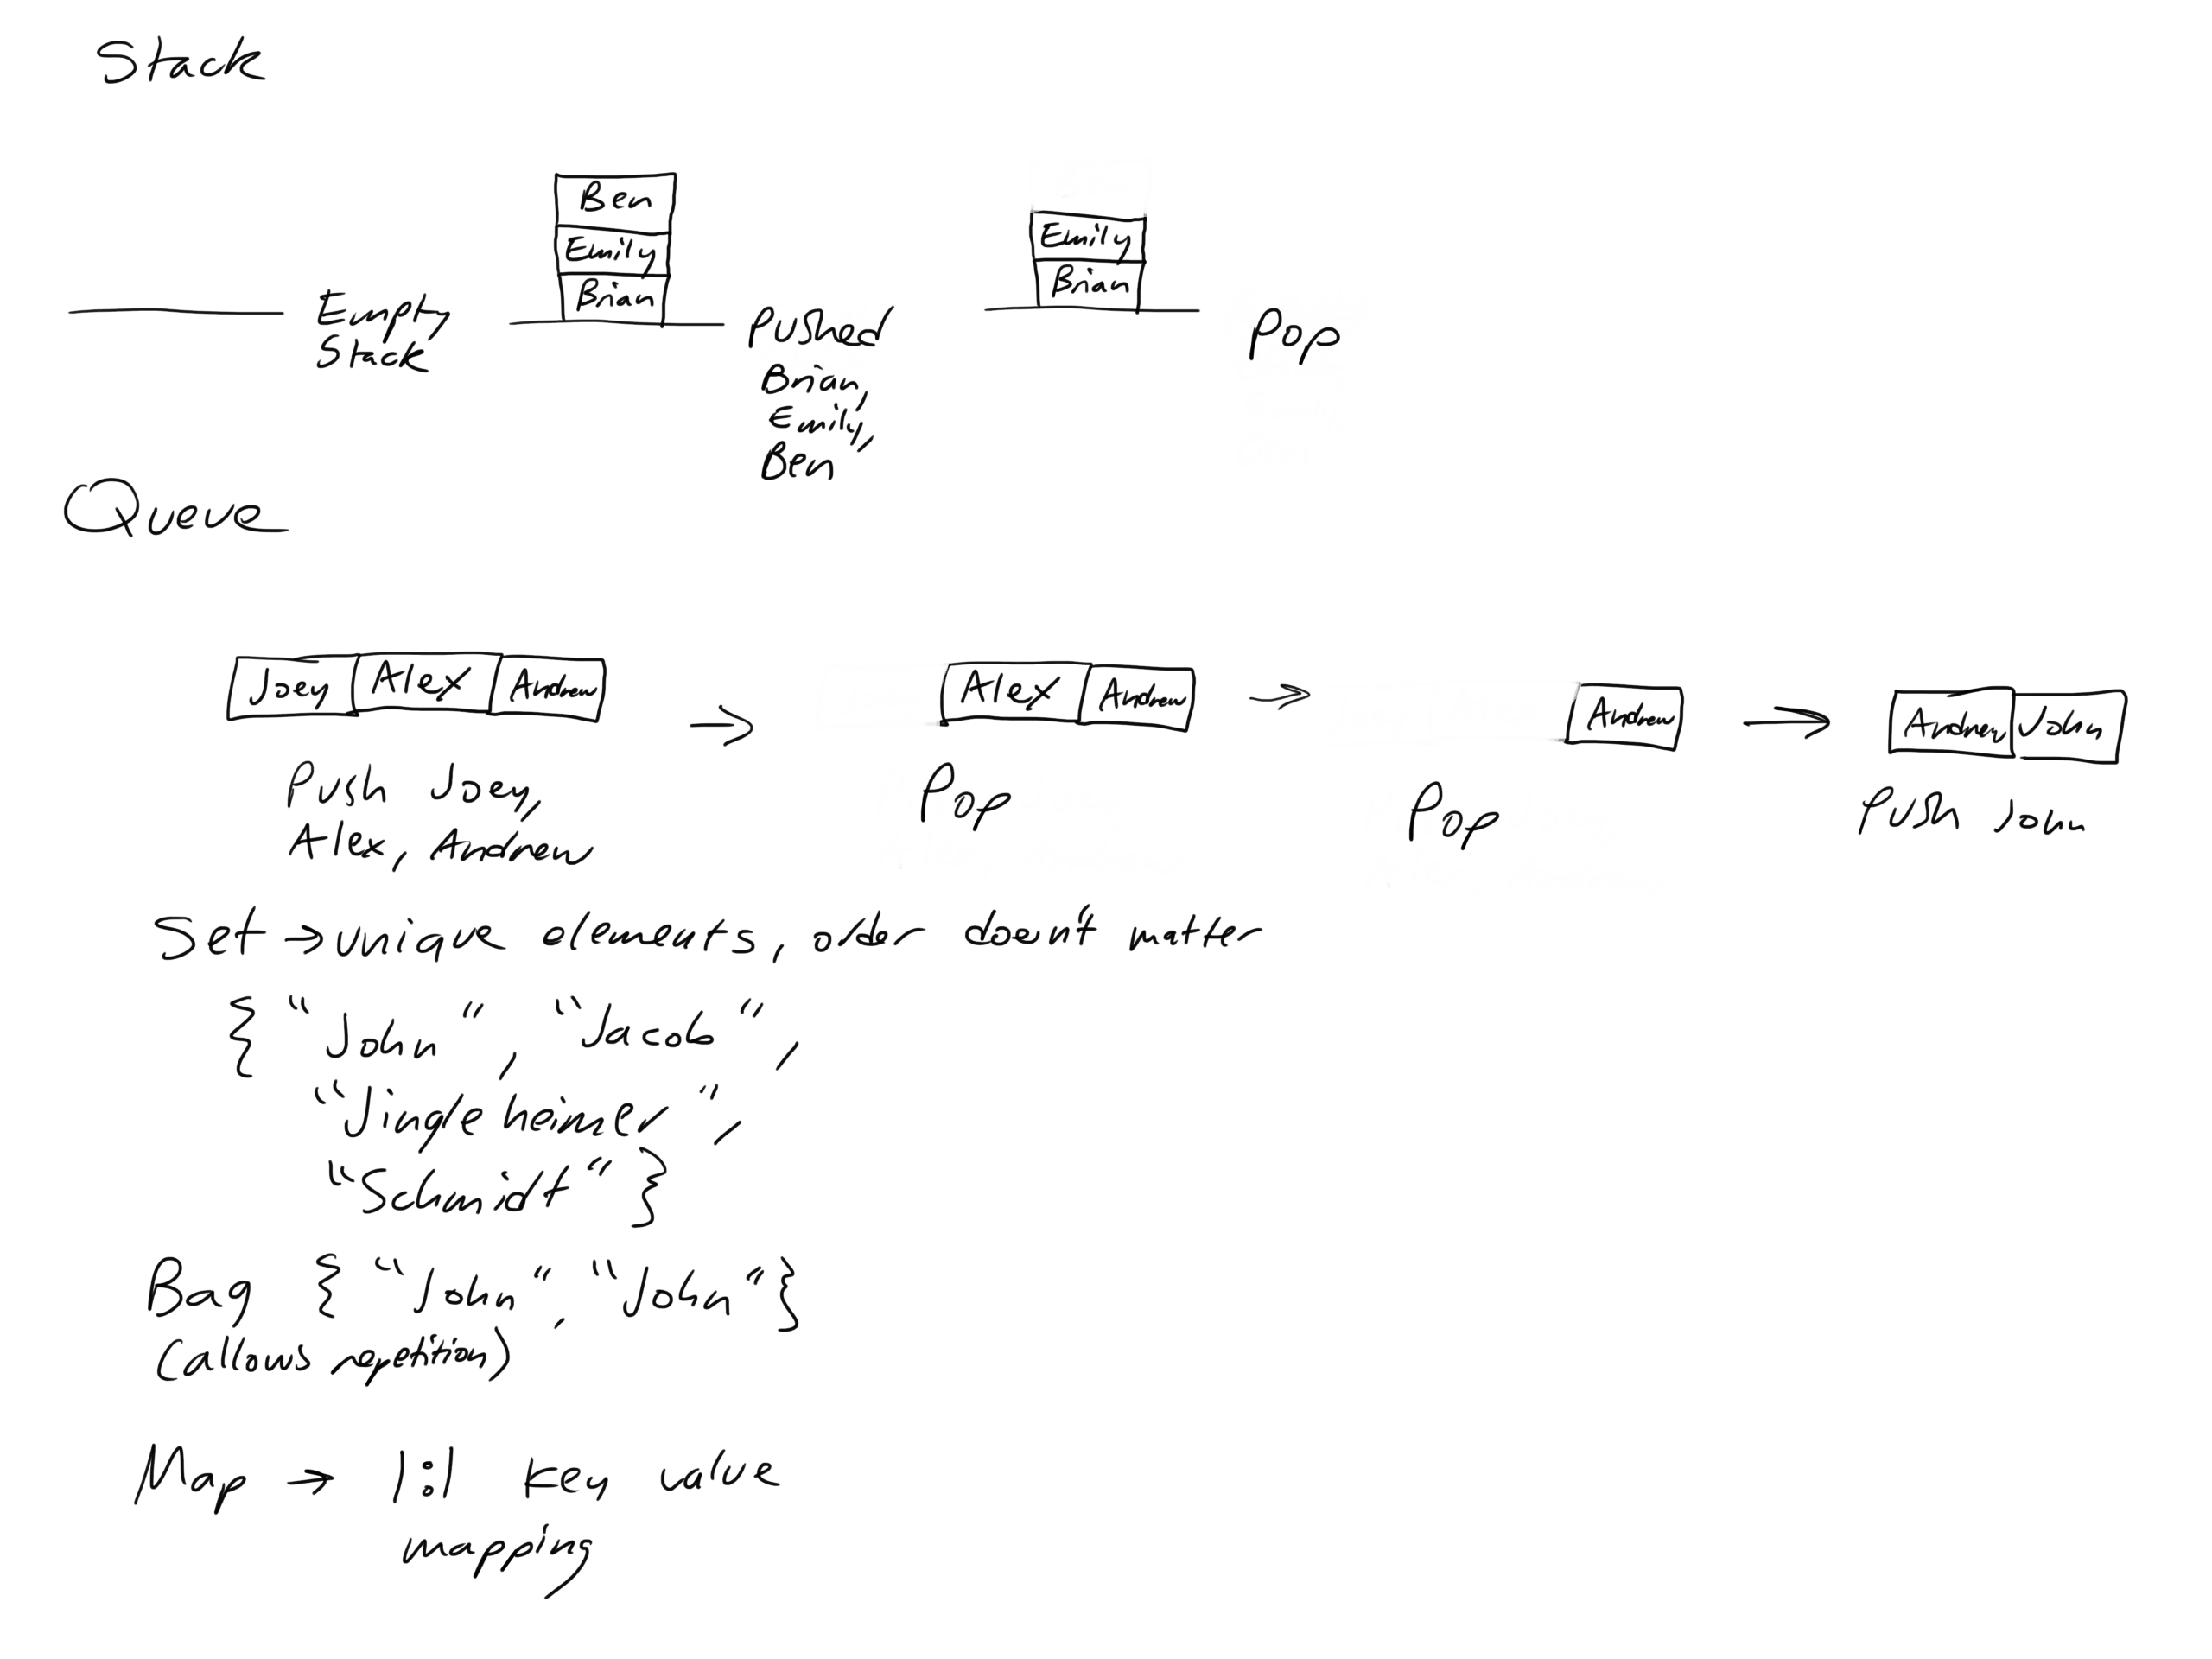 Stack
Ben
Emily
Brian
Emily
Brian
Empty
Stack
Pushed
Brian,
Emily,
Ben
Pop
Queue
Joey Alex Andrew
Alex Andrew
Andrew
Andrew John
Push Joey,
Alex, Andrew
Pop
Pop
Push John
Set → unique elements, order doesn't matter
{ "John", "Jacob",
"Jingleheimer",
"Schmidt" }
Bag { "John", "John" }
(allows repetition)
Map → 1:1 key value
mapping